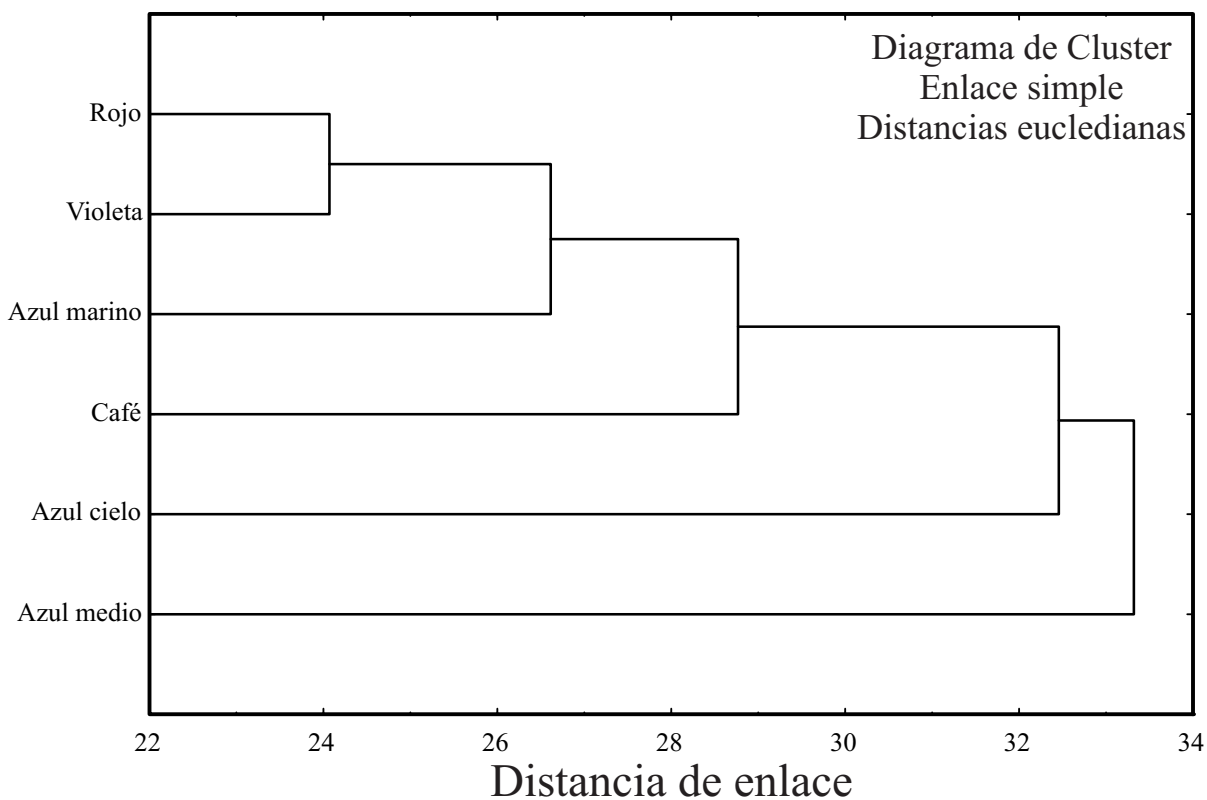 Diagrama de Cluster
Enlace simple
Distancias eucledianas
Rojo
Violeta
Azul marino
Café
Azul cielo
Azul medio
22 24 26 28 30 32 34
Distancia de enlace